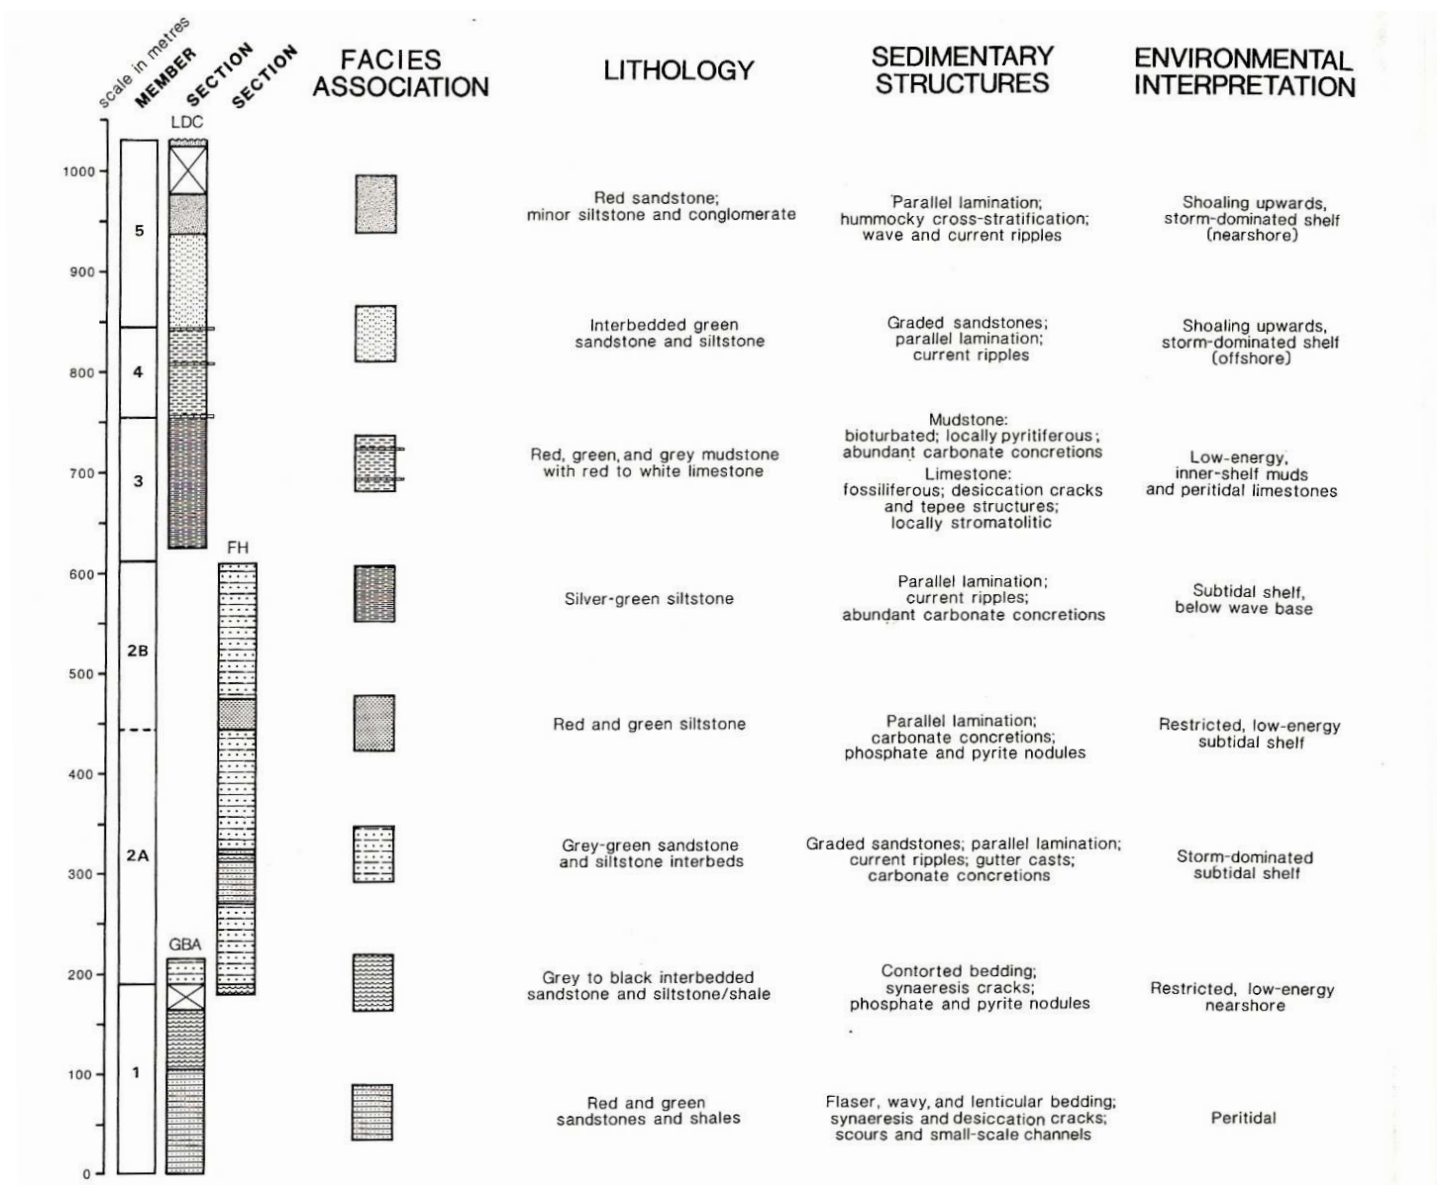 scale in metres
MEMBER
SECTION
SECTION
FACIES
ASSOCIATION
LITHOLOGY
SEDIMENTARY
STRUCTURES
ENVIRONMENTAL
INTERPRETATION
LDC
1000
900
800
700
600
500
400
300
200
100
0
5
4
3
2B
2A
1
FH
GBA
Red sandstone;
minor siltstone and conglomerate
Parallel lamination;
hummocky cross-stratification;
wave and current ripples
Shoaling upwards,
storm-dominated shelf
(nearshore)
Interbedded green
sandstone and siltstone
Graded sandstones;
parallel lamination;
current ripples
Shoaling upwards,
storm-dominated shelf
(offshore)
Red, green, and grey mudstone
with red to white limestone
Mudstone:
bioturbated; locally pyritiferous;
abundant carbonate concretions
Limestone:
fossiliferous; desiccation cracks
and tepee structures;
locally stromatolitic
Low-energy,
inner-shelf muds
and peritidal limestones
Silver-green siltstone
Parallel lamination;
current ripples;
abundant carbonate concretions
Subtidal shelf,
below wave base
Red and green siltstone
Parallel lamination;
carbonate concretions;
phosphate and pyrite nodules
Restricted, low-energy
subtidal shelf
Grey-green sandstone
and siltstone interbeds
Graded sandstones; parallel lamination;
current ripples; gutter casts;
carbonate concretions
Storm-dominated
subtidal shelf
Grey to black interbedded
sandstone and siltstone/shale
Contorted bedding;
synaeresis cracks;
phosphate and pyrite nodules
Restricted, low-energy
nearshore
Red and green
sandstones and shales
Flaser, wavy, and lenticular bedding;
synaeresis and desiccation cracks;
scours and small-scale channels
Peritidal